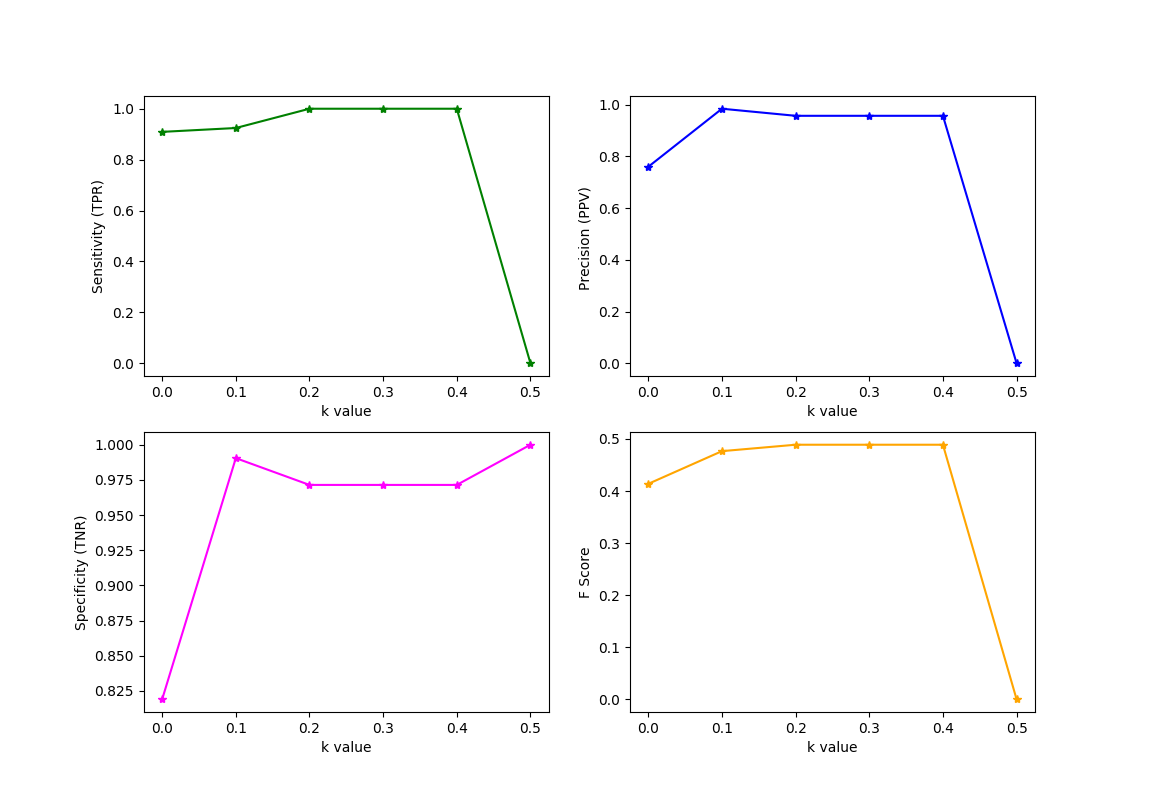 1.0
0.8
0.6
0.4
0.2
0.0
Sensitivity (TPR)
0.0 0.1 0.2 0.3 0.4 0.5
k value
1.0
0.8
0.6
0.4
0.2
0.0
Precision (PPV)
0.0 0.1 0.2 0.3 0.4 0.5
k value
1.000
0.975
0.950
0.925
0.900
0.875
0.850
0.825
Specificity (TNR)
0.0 0.1 0.2 0.3 0.4 0.5
k value
0.5
0.4
0.3
0.2
0.1
0.0
F Score
0.0 0.1 0.2 0.3 0.4 0.5
k value